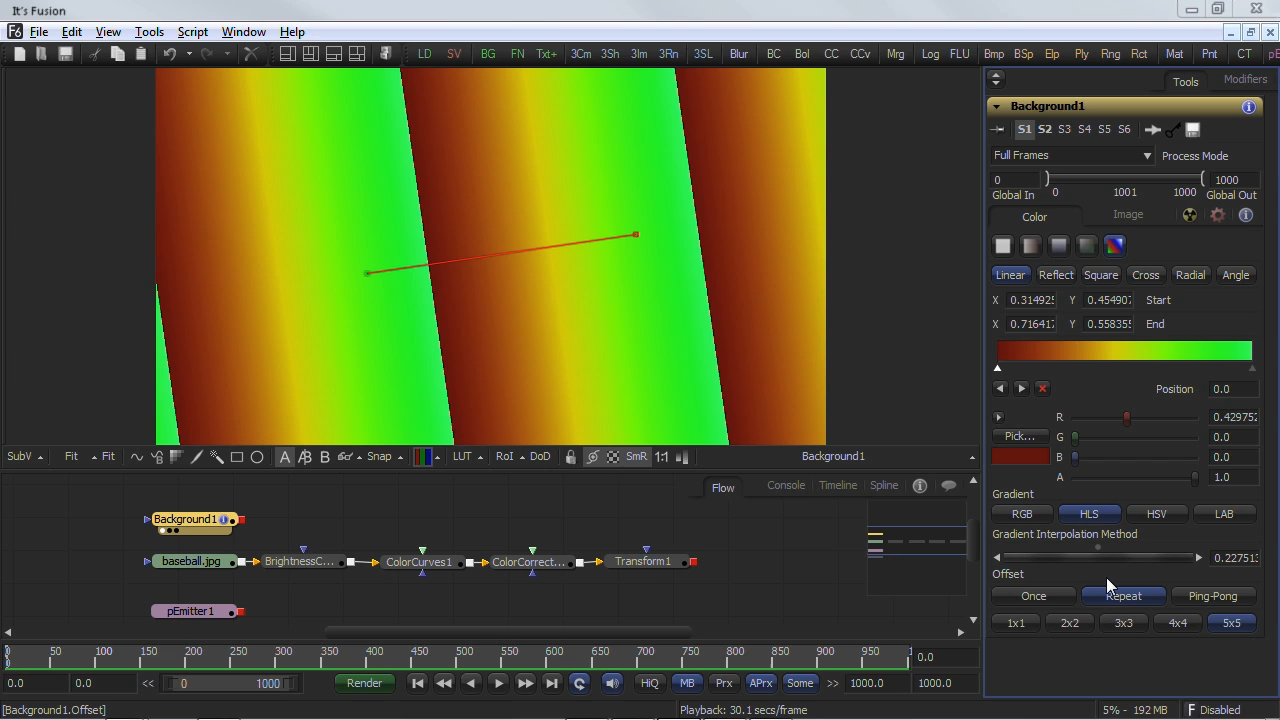 It's Fusion
File Edit View Tools Script Window Help
LD SV BG FN Txt+ 3Cm 3Sh 3Im 3Rn 3SL Blur BC Bol CC CCv Mrg Log FLU Bmp BSp Elp Ply Rng Rct Mat Pnt CT pE
Tools Modifiers
Background1
S1 S2 S3 S4 S5 S6
Full Frames Process Mode
0 1000
Global In 0 1001 1000 Global Out
Color Image
Linear Reflect Square Cross Radial Angle
X 0.314925 Y 0.454907 Start
X 0.716417 Y 0.558355 End
Position 0.0
R 0.429752
Pick... G 0.0
B 0.0
A 1.0
Gradient
RGB HLS HSV LAB
Gradient Interpolation Method
0.227513
Offset
Once Repeat Ping-Pong
1x1 2x2 3x3 4x4 5x5
SubV Fit Fit A B Snap LUT RoI DoD SmR 1:1 Background1
Flow Console Timeline Spline
Background1
baseball.jpg BrightnessC... ColorCurves1 ColorCorrect... Transform1
pEmitter1
0 50 100 150 200 250 300 350 400 450 500 550 600 650 700 750 800 850 900 950 0.0
0.0 0.0 << 0 1000 Render HiQ MB Prx APrx Some >> 1000.0 1000.0
[Background1.Offset] Playback: 30.1 secs/frame 5% - 192 MB F Disabled